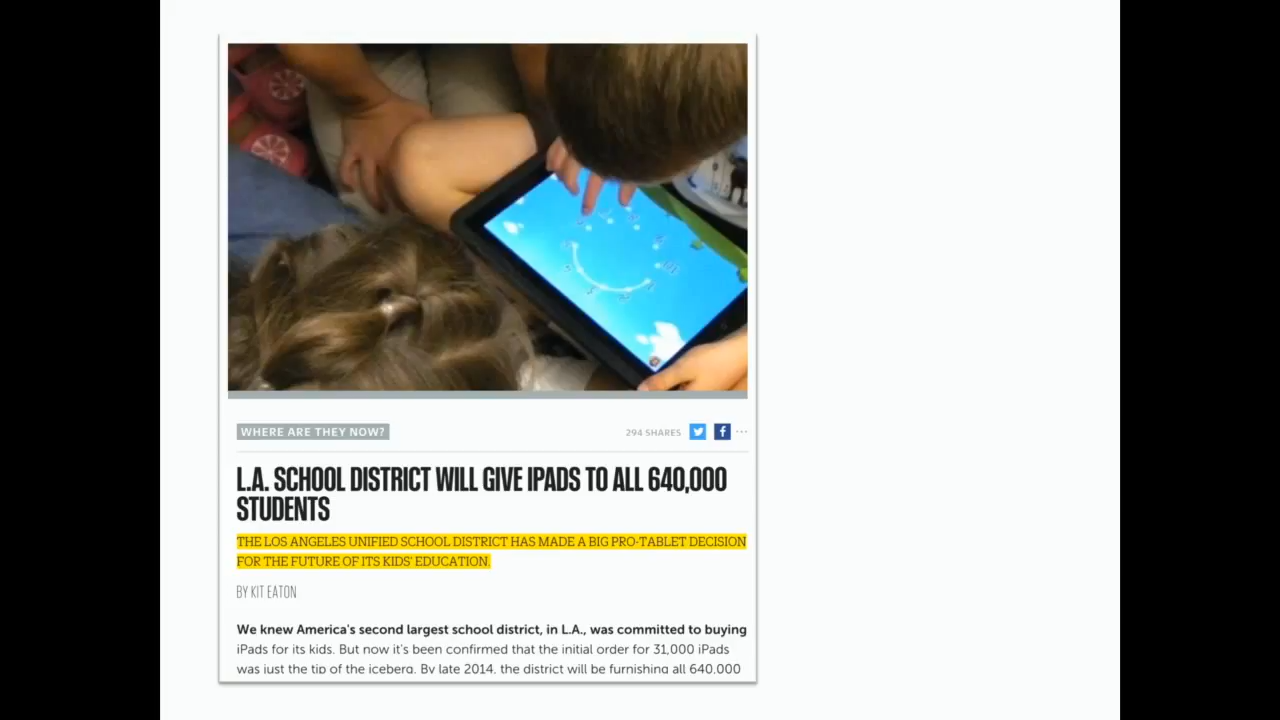 WHERE ARE THEY NOW?
294 SHARES
L.A. SCHOOL DISTRICT WILL GIVE IPADS TO ALL 640,000
STUDENTS
THE LOS ANGELES UNIFIED SCHOOL DISTRICT HAS MADE A BIG PRO-TABLET DECISION
FOR THE FUTURE OF ITS KIDS' EDUCATION.
BY KIT EATON
We knew America's second largest school district, in L.A., was committed to buying
iPads for its kids. But now it's been confirmed that the initial order for 31,000 iPads
was just the tip of the iceberg. By late 2014, the district will be furnishing all 640,000